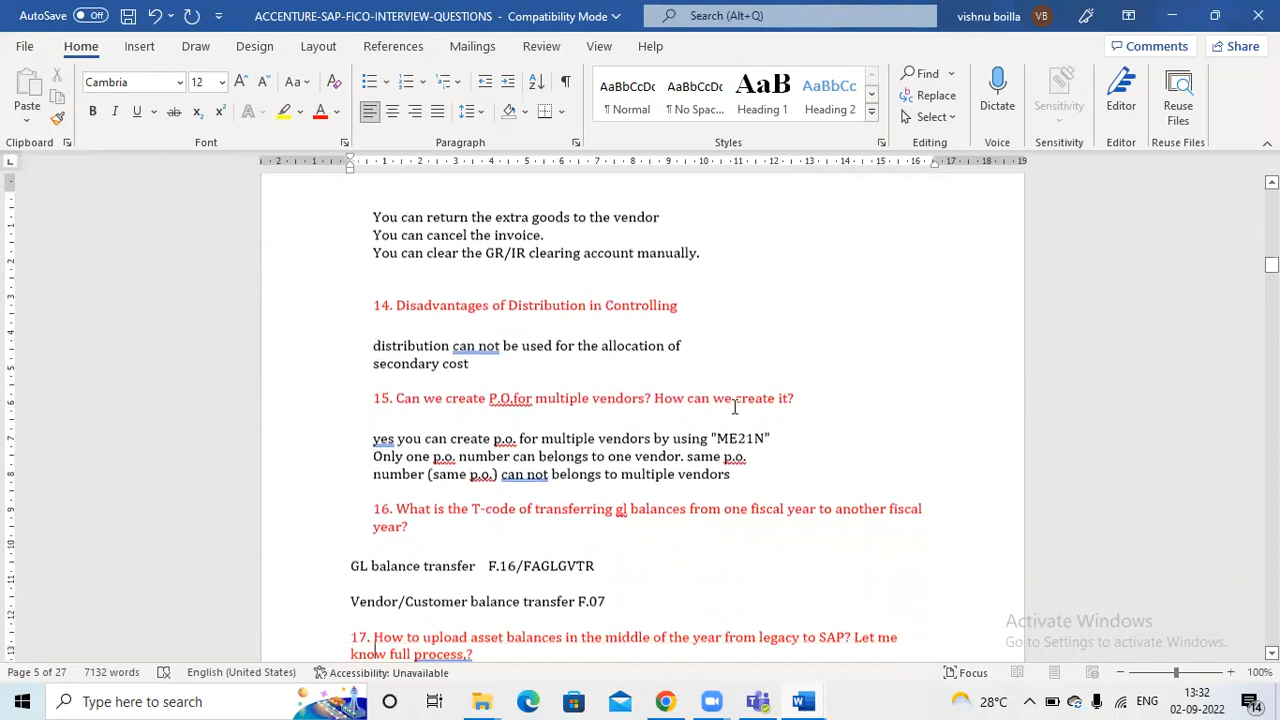 ACCENTURE-SAP-FICO-INTERVIEW-QUESTIONS - Compatibility Mode
Search (Alt+Q)
vishnu boilla
VB
File Home Insert Draw Design Layout References Mailings Review View Help
Comments
Share
Cambria
12
Paste
AaBbCcDc
¶ Normal
AaBbCcDc
¶ No Spac...
AaB
Heading 1
AaBbCc
Heading 2
Find
Replace
Select
Dictate
Sensitivity
Editor
Reuse
Files
Clipboard
Font
Paragraph
Styles
Editing
Voice
Sensitivity
Editor
Reuse Files
You can return the extra goods to the vendor
You can cancel the invoice.
You can clear the GR/IR clearing account manually.
14. Disadvantages of Distribution in Controlling
distribution can not be used for the allocation of
secondary cost
15. Can we create P.O.for multiple vendors? How can we create it?
yes you can create p.o. for multiple vendors by using "ME21N"
Only one p.o. number can belongs to one vendor. same p.o.
number (same p.o.) can not belongs to multiple vendors
16. What is the T-code of transferring gl balances from one fiscal year to another fiscal
year?
GL balance transfer F.16/FAGLGVTR
Vendor/Customer balance transfer F.07
17. How to upload asset balances in the middle of the year from legacy to SAP? Let me
know full process,?
Activate Windows
Go to Settings to activate Windows.
Page 5 of 27
7132 words
English (United States)
Accessibility: Unavailable
Focus
100%
Type here to search
28°C
ENG
13:32
02-09-2022
14